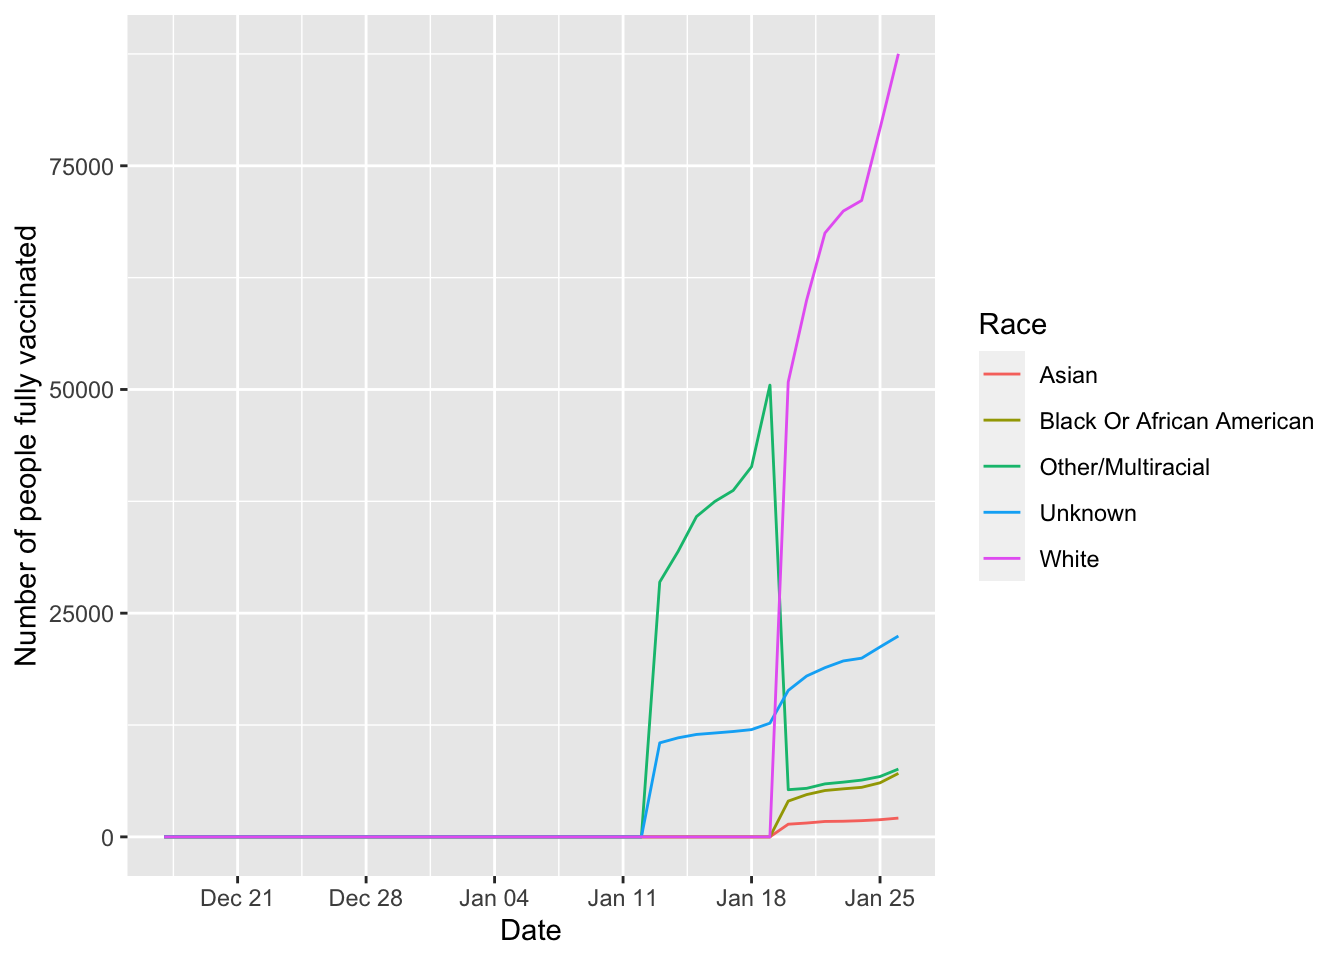 Number of people fully vaccinated
75000
50000
25000
0
Dec 21 Dec 28 Jan 04 Jan 11 Jan 18 Jan 25
Date
Race
Asian
Black Or African American
Other/Multiracial
Unknown
White